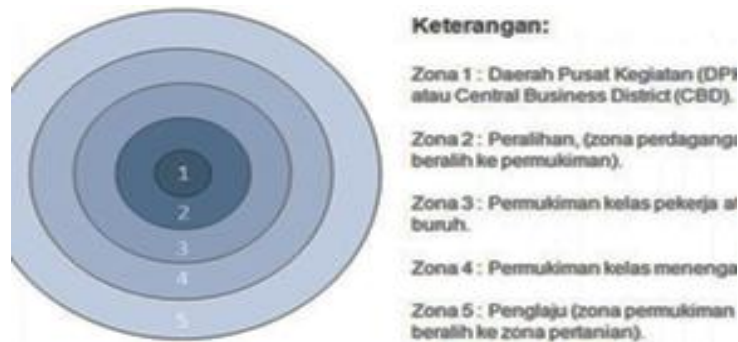 1
2
3
4
5
Keterangan:
Zona 1 : Daerah Pusat Kegiatan
atau Central Business District (CBD).
Zona 2 : Peralihan, (zona
beralih ke permukiman).
Zona 3 : Permukiman kelas pekerja
buruh.
Zona 4 : Permukiman kelas
Zona 5 : Penglaju (zona permukiman
beralih ke zona pertanian).